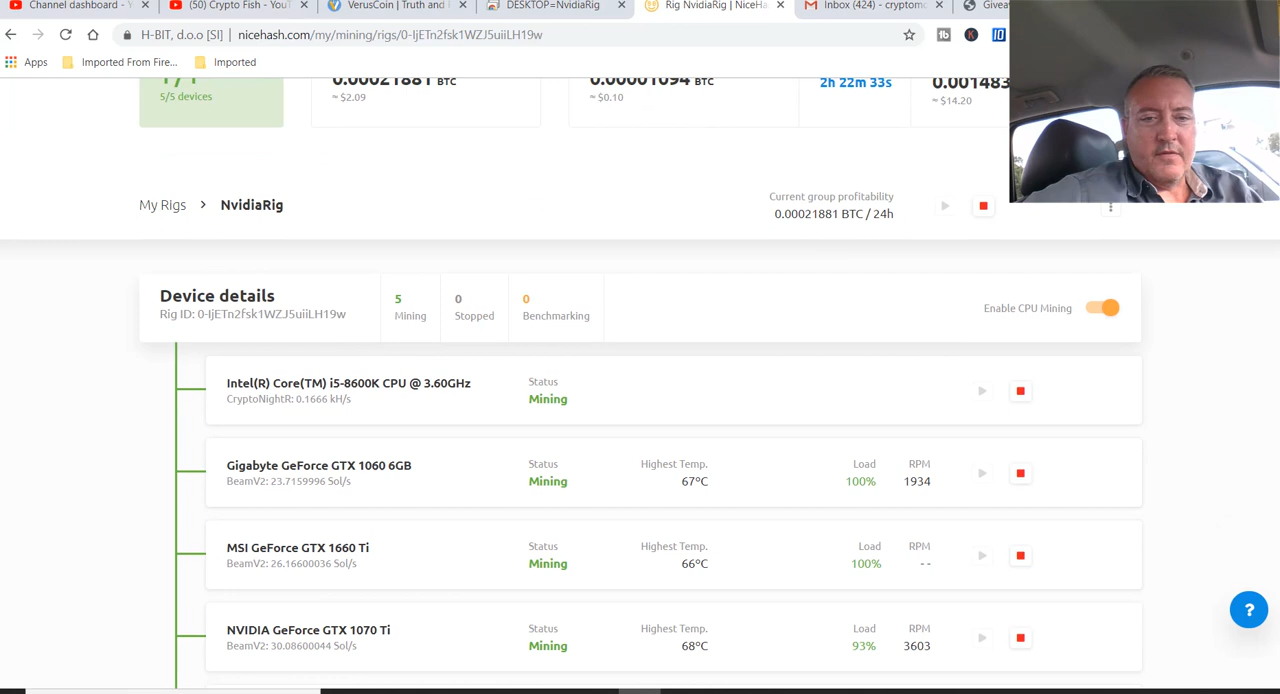 Channel dashboard - Y
(50) Crypto Fish - YouT
VerusCoin | Truth and
DESKTOP=NvidiaRig
Rig NvidiaRig | NiceHa
Inbox (424) - cryptom
Givea
H-BIT, d.o.o [SI] | nicehash.com/my/mining/rigs/0-IjETn2fsk1WZJ5uiiLH19w
Apps
Imported From Fire...
Imported
1/1
5/5 devices
0.00021881 BTC
≈ $2.09
0.00001094 BTC
≈ $0.10
2h 22m 33s
0.001483
≈ $14.20
My Rigs > NvidiaRig
Current group profitability
0.00021881 BTC / 24h
Device details
Rig ID: 0-IjETn2fsk1WZJ5uiiLH19w
5
Mining
0
Stopped
0
Benchmarking
Enable CPU Mining
Intel(R) Core(TM) i5-8600K CPU @ 3.60GHz
CryptoNightR: 0.1666 kH/s
Status
Mining
Gigabyte GeForce GTX 1060 6GB
BeamV2: 23.7159996 Sol/s
Status
Mining
Highest Temp.
67°C
Load
100%
RPM
1934
MSI GeForce GTX 1660 Ti
BeamV2: 26.16600036 Sol/s
Status
Mining
Highest Temp.
66°C
Load
100%
RPM
- -
NVIDIA GeForce GTX 1070 Ti
BeamV2: 30.08600044 Sol/s
Status
Mining
Highest Temp.
68°C
Load
93%
RPM
3603
?